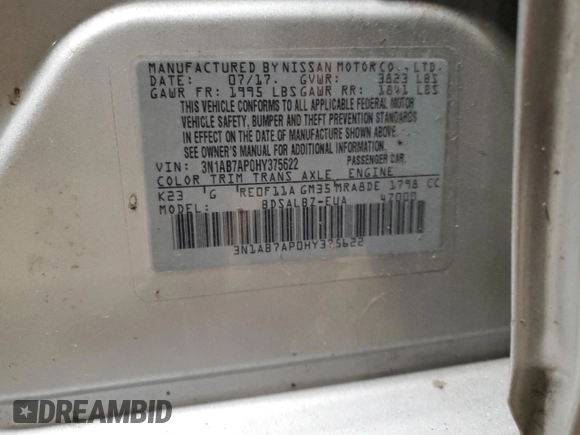 MANUFACTURED BY NISSAN MOTOR CO., LTD.
DATE: 07/17. GVWR: 3823 LBS
GAWR FR: 1995 LBS GAWR RR: 1841 LBS
THIS VEHICLE CONFORMS TO ALL APPLICABLE FEDERAL MOTOR
VEHICLE SAFETY, BUMPER AND THEFT PREVENTION STANDARDS
IN EFFECT ON THE DATE OF MANUFACTURE SHOWN ABOVE.
SEE OWNER'S MANUAL FOR ADDITIONAL INFORMATION.
VIN: 3N1AB7AP0HY375622 PASSENGER CAR
COLOR TRIM TRANS AXLE ENGINE
K23 G RE0F11A GM35 MRA8DE 1798 CC
MODEL: BDSALBZ-EUA 47000
3N1AB7AP0HY375622
DREAMBID